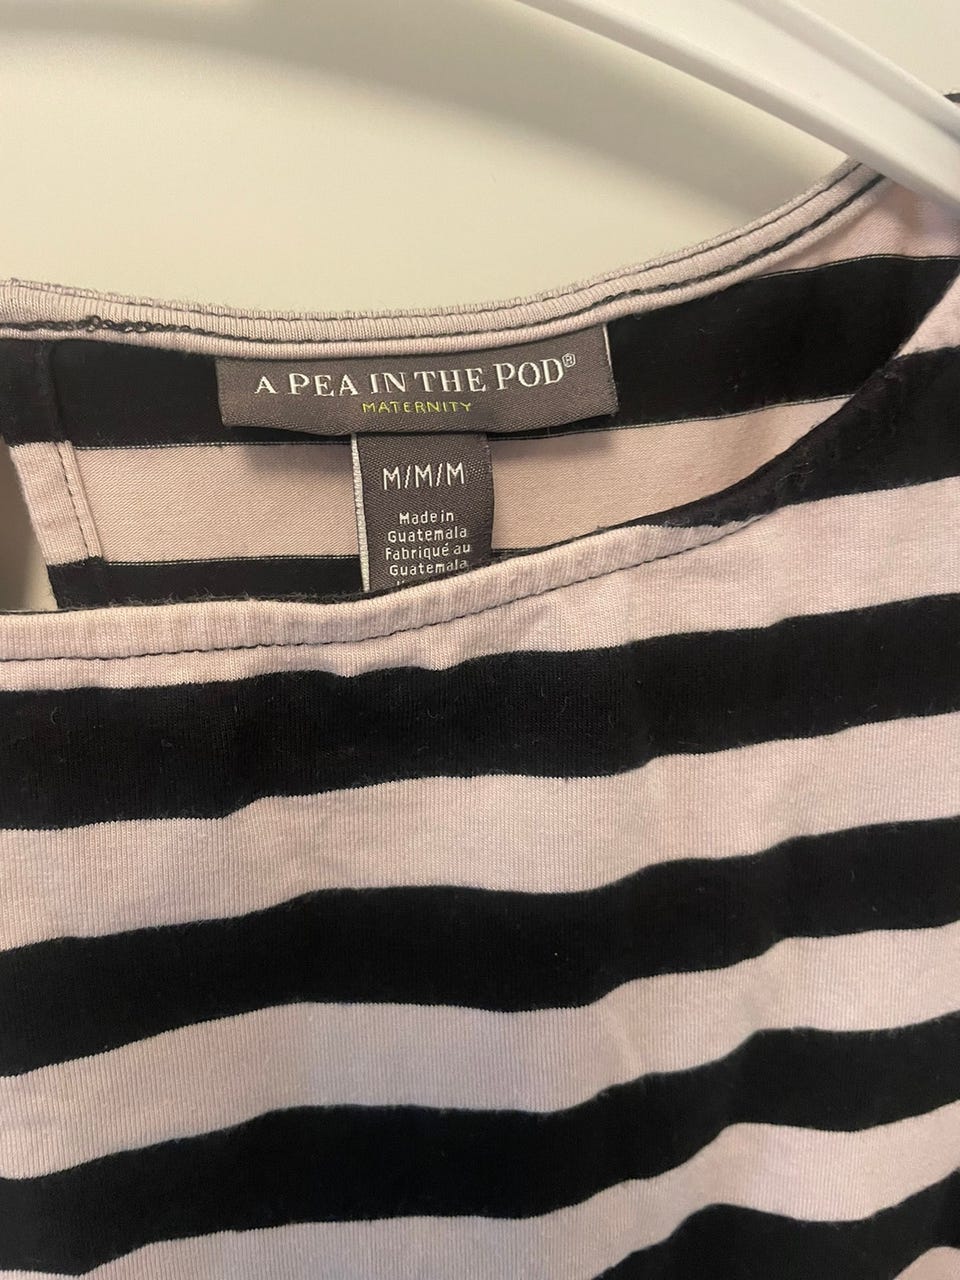 A PEA IN THE POD®
MATERNITY
M/M/M
Made in
Guatemala
Fabriqué au
Guatemala